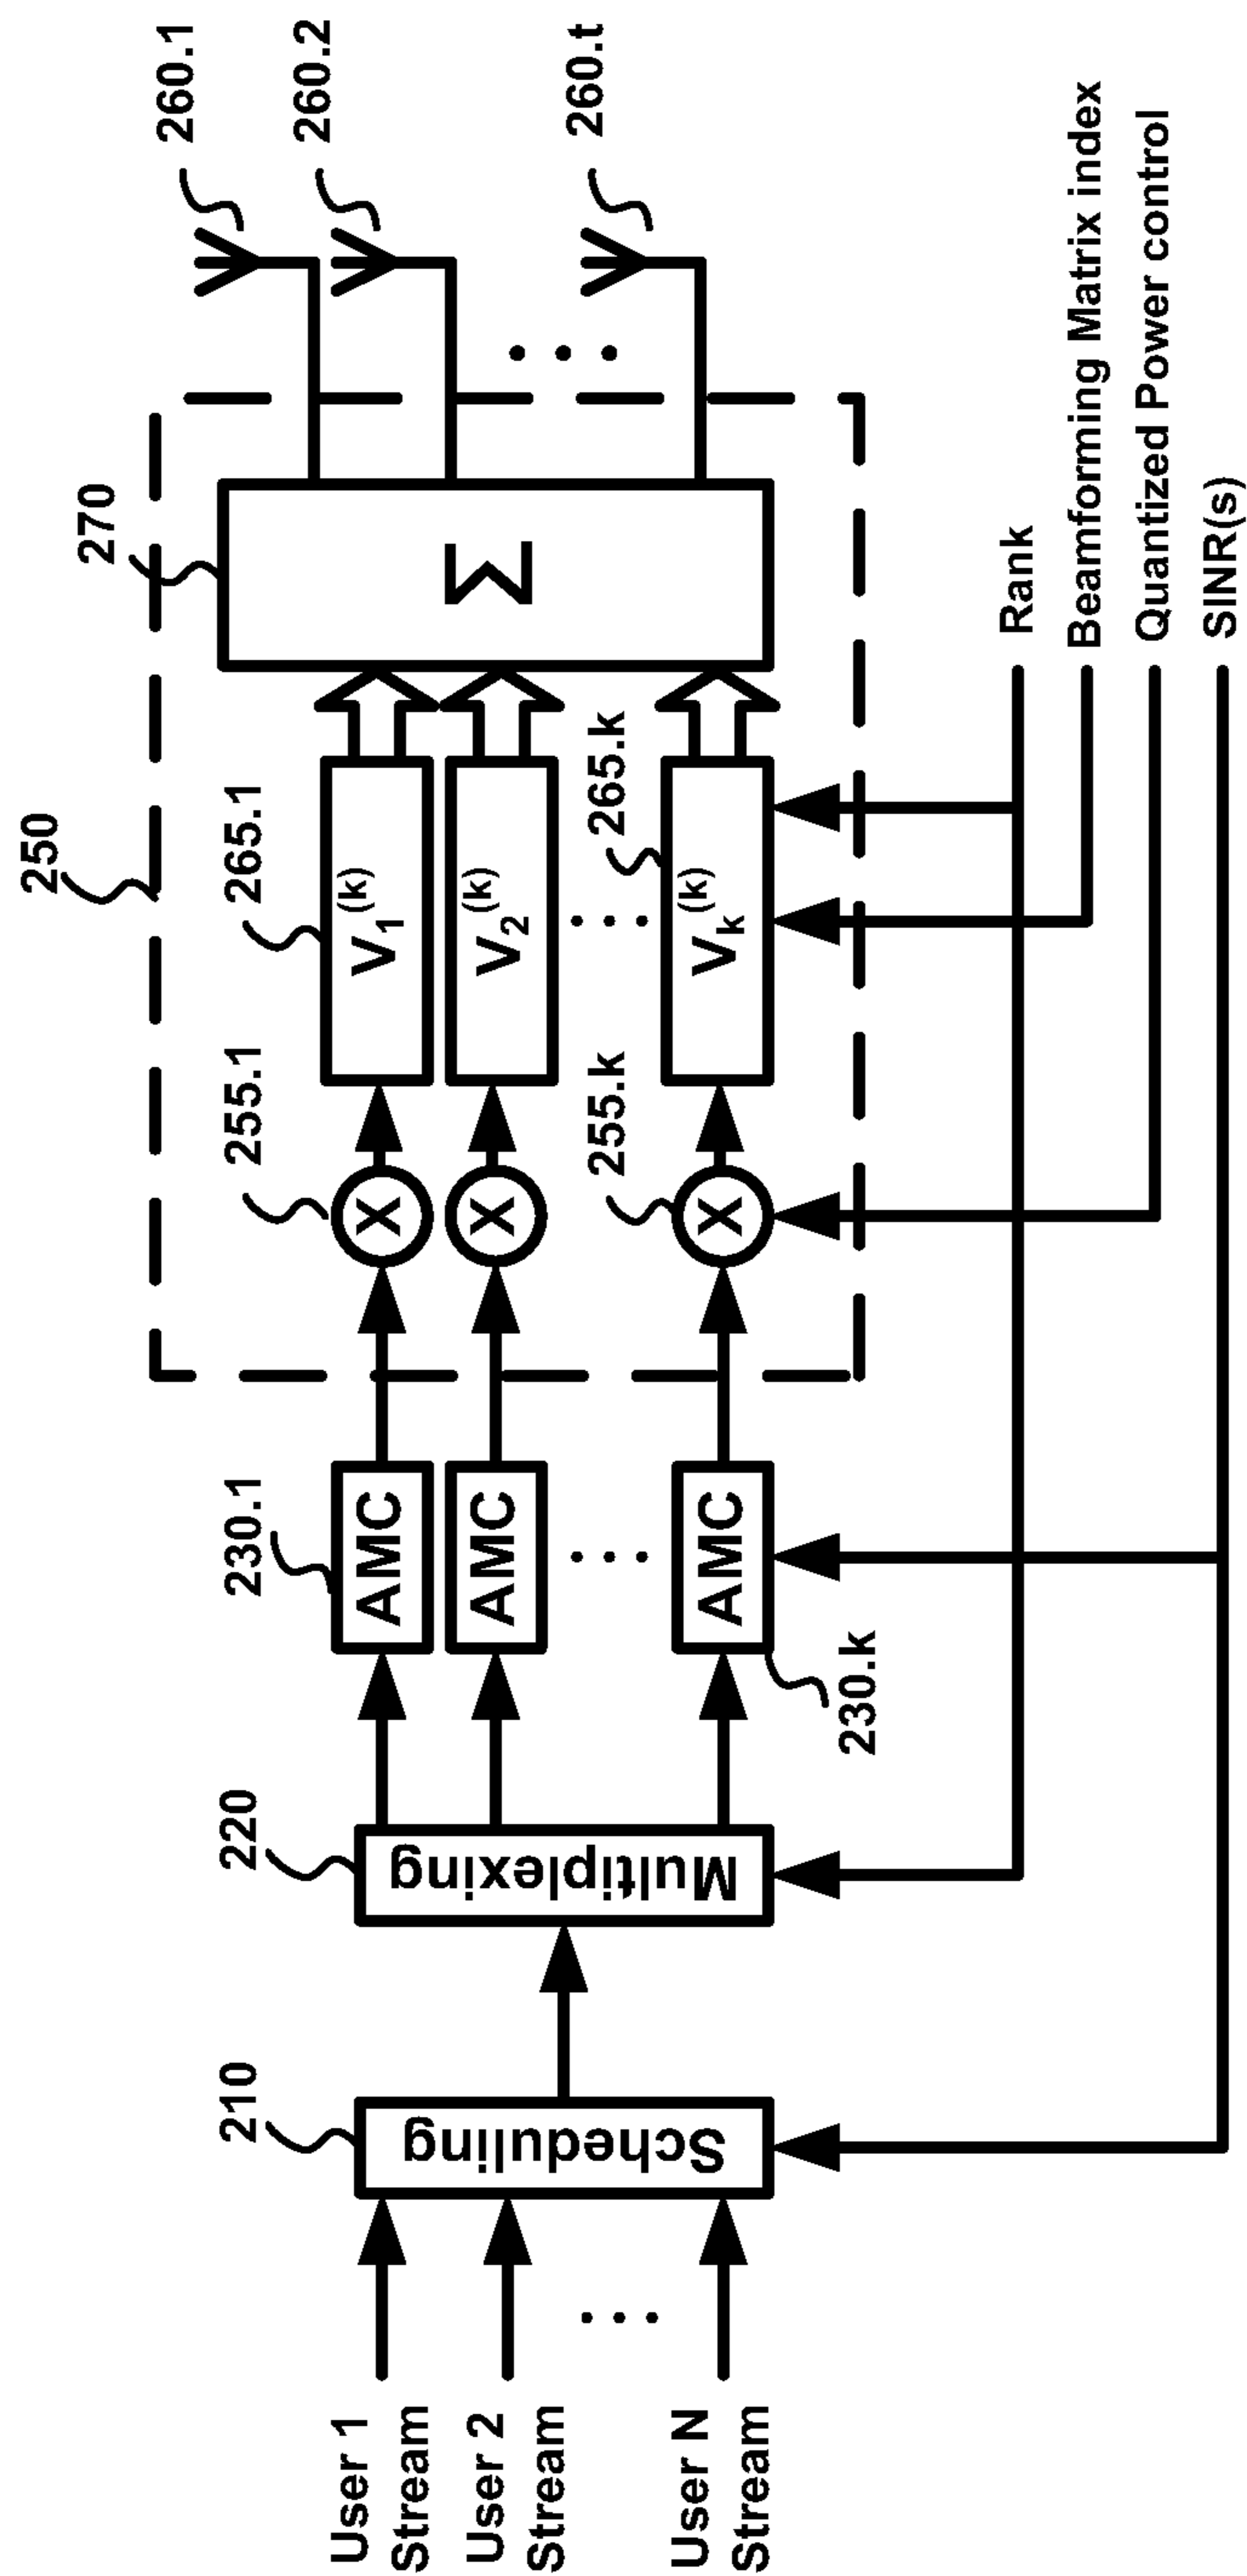 User 1
Stream
User 2
Stream
...
User N
Stream
210
Scheduling
220
Multiplexing
230.1
AMC
AMC
...
AMC
230.k
250
255.1
X
X
255.k
X
265.1
V1(k)
V2(k)
...
265.k
Vk(k)
270
Σ
260.1
260.2
...
260.t
Rank
Beamforming Matrix index
Quantized Power control
SINR(s)